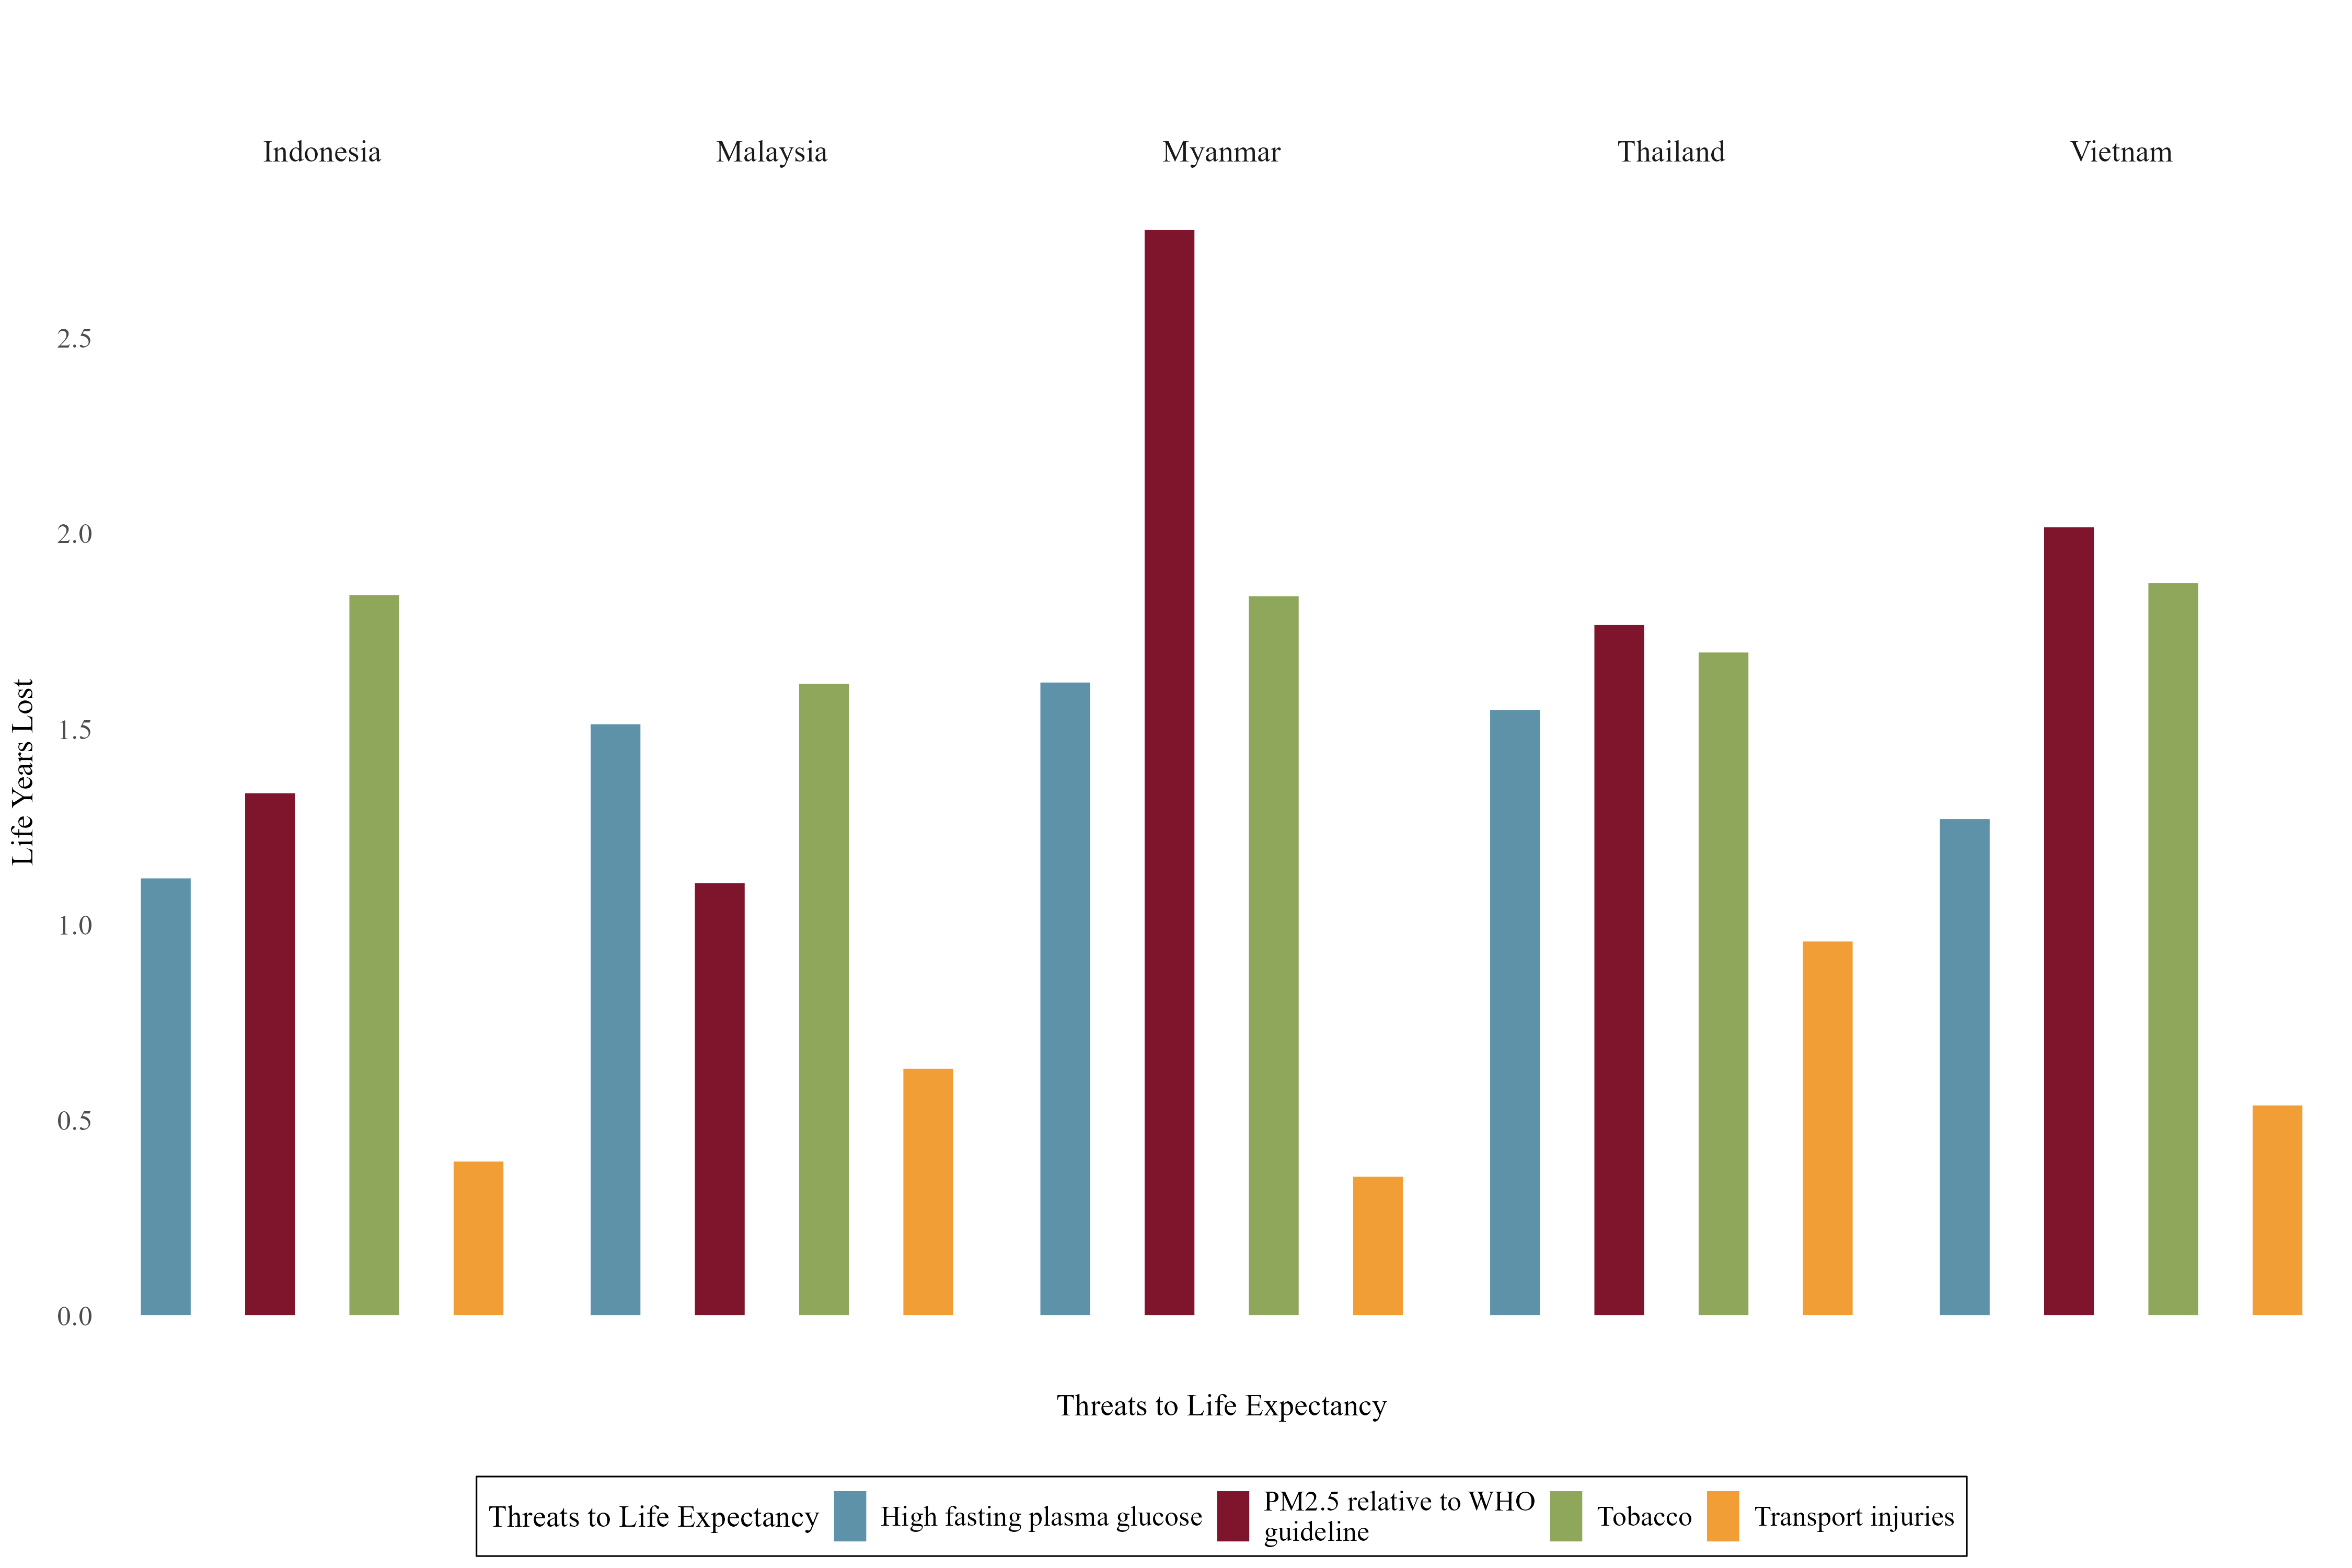 Indonesia
Malaysia
Myanmar
Thailand
Vietnam
2.5
2.0
1.5
1.0
0.5
0.0
Life Years Lost
Threats to Life Expectancy
Threats to Life Expectancy
High fasting plasma glucose
PM2.5 relative to WHO
guideline
Tobacco
Transport injuries